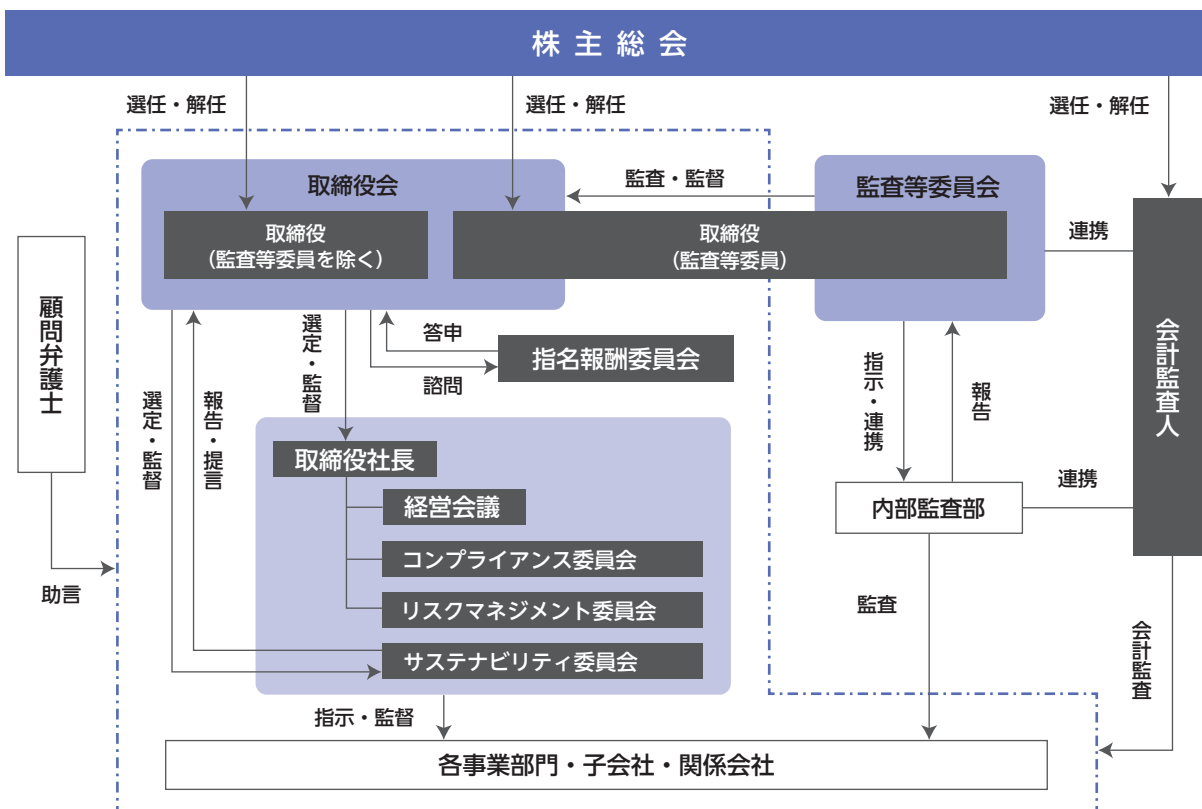 株主総会
選任・解任
選任・解任
選任・解任
取締役会
監査・監督
監査等委員会
取締役
(監査等委員を除く)
取締役
(監査等委員)
連携
顧問弁護士
会計監査人
選定・監督
答申
諮問
指名報酬委員会
指示・連携
報告
選定・監督
報告・提言
取締役社長
経営会議
コンプライアンス委員会
リスクマネジメント委員会
サステナビリティ委員会
内部監査部
連携
助言
監査
会計監査
指示・監督
各事業部門・子会社・関係会社